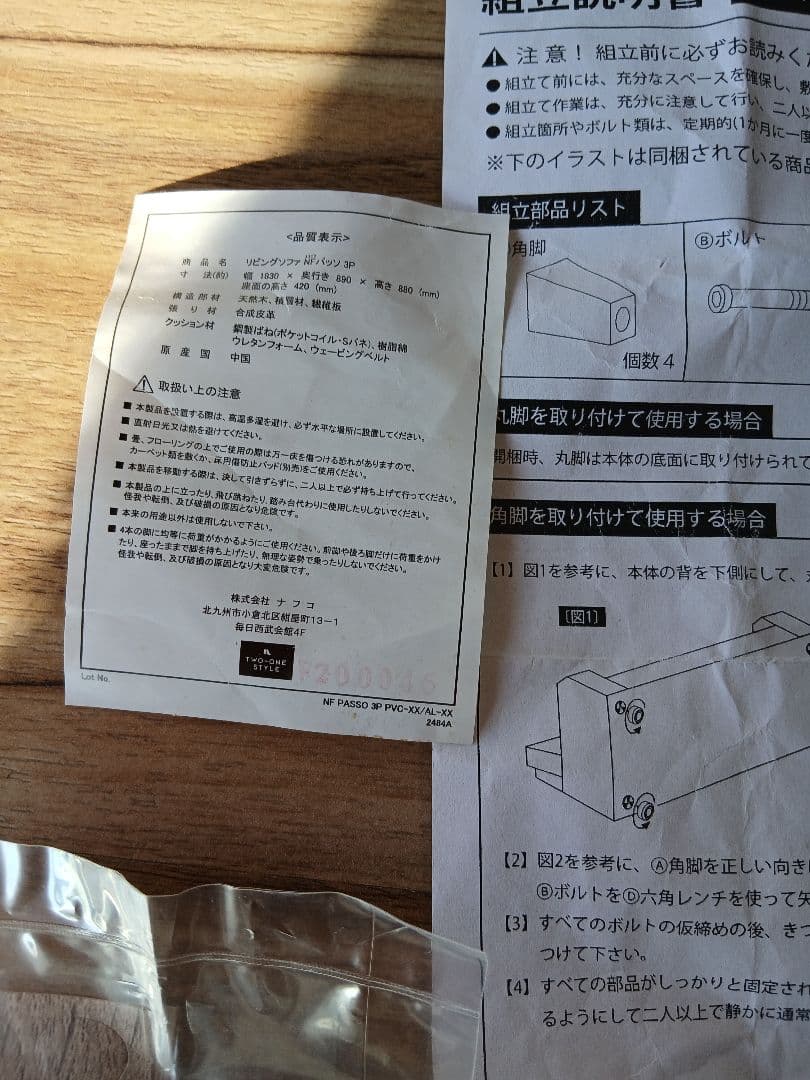 <品質表示>
商品名 リビングソファ NFパッソ 3P
寸法(約) 幅 1830 × 奥行き 890 × 高さ 880 (mm)
座面の高さ 420 (mm)
構造部材 天然木、積層材、繊維板
張り材 合成皮革
クッション材 鋼製ばね(ポケットコイル・Sバネ)、樹脂綿
ウレタンフォーム、ウェービングベルト
原産国 中国
取扱い上の注意
■ 本製品を設置する際は、高温多湿を避け、必ず水平な場所に設置してください。
■ 直射日光又は熱を避けてください。
■ 畳、フローリングの上でご使用の際は万一床を傷つける恐れがありますので、
カーペット類を敷くか、床用傷防止パッド(別売)をご使用ください。
■ 本製品を移動する際は、決して引きずらずに、二人以上で必ず持ち上げて行ってください。
■ 本製品の上に立ったり、飛び跳ねたり、踏み台代わりに使用したりしないでください。
怪我や転倒、及び破損の原因となり危険です。
■ 本来の用途以外は使用しないで下さい。
■ 4本の脚に均等に荷重がかかるようにご使用ください。前脚や後ろ脚だけに荷重をかけ
たり、座ったままで脚を持ち上げたり、無理な姿勢で乗ったりしないでください。
怪我や転倒、及び破損の原因となり大変危険です。
株式会社 ナフコ
北九州市小倉北区紺屋町13-1
毎日西武会館4F
TWO-ONE
STYLE
F200046
Lot No.
NF PASSO 3P PVC-XX/AL-XX
2484A
組立説明書
注意! 組立前に必ずお読みくだ
● 組立て前には、充分なスペースを確保し、敷
● 組立て作業は、充分に注意して行い、二人以
● 組立箇所やボルト類は、定期的(1か月に一度
※下のイラストは同梱されている商品
組立部品リスト
角脚
Ⓑボルト
個数 4
丸脚を取り付けて使用する場合
開梱時、丸脚は本体の底面に取り付けられて
角脚を取り付けて使用する場合
【1】図1を参考に、本体の背を下側にして、
〔図1〕
【2】図2を参考に、Ⓐ角脚を正しい向きに
ⒷボルトをⒹ六角レンチを使って矢
【3】すべてのボルトの仮締めの後、きつ
つけて下さい。
【4】すべての部品がしっかりと固定され
るようにして二人以上で静かに通常